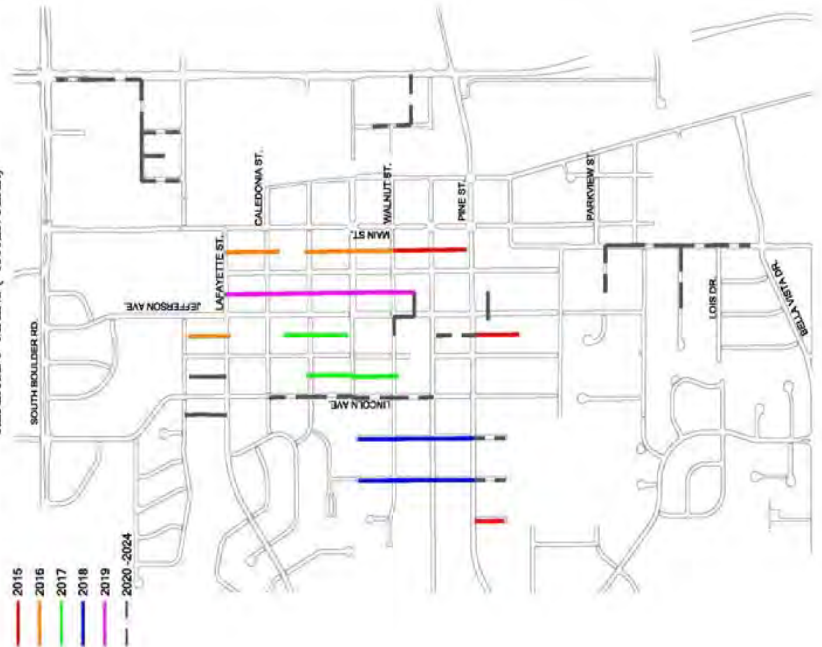 SOUTH BOULDER RD.
JEFFERSON AVE.
LAFAYETTE ST.
CALEDONIA ST.
MAIN ST.
WALNUT ST.
PINE ST.
LINCOLN AVE.
PARKVIEW ST.
LOIS DR.
BELLA VISTA DR.
2015
2016
2017
2018
2019
2020 -2024